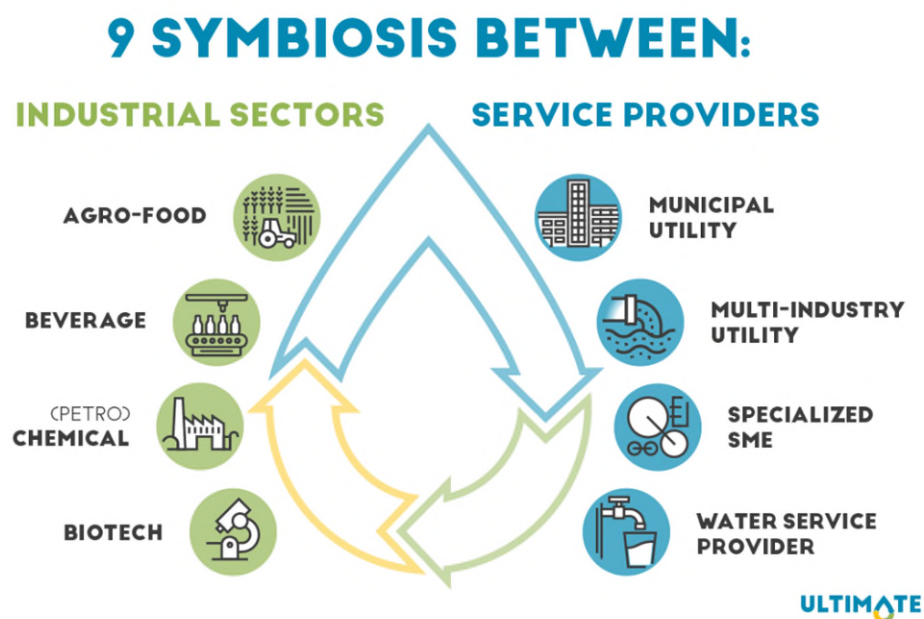 9 SYMBIOSIS BETWEEN:
INDUSTRIAL SECTORS
AGRO-FOOD
BEVERAGE
(PETRO)
CHEMICAL
BIOTECH
SERVICE PROVIDERS
MUNICIPAL
UTILITY
MULTI-INDUSTRY
UTILITY
SPECIALIZED
SME
WATER SERVICE
PROVIDER
ULTIMATE